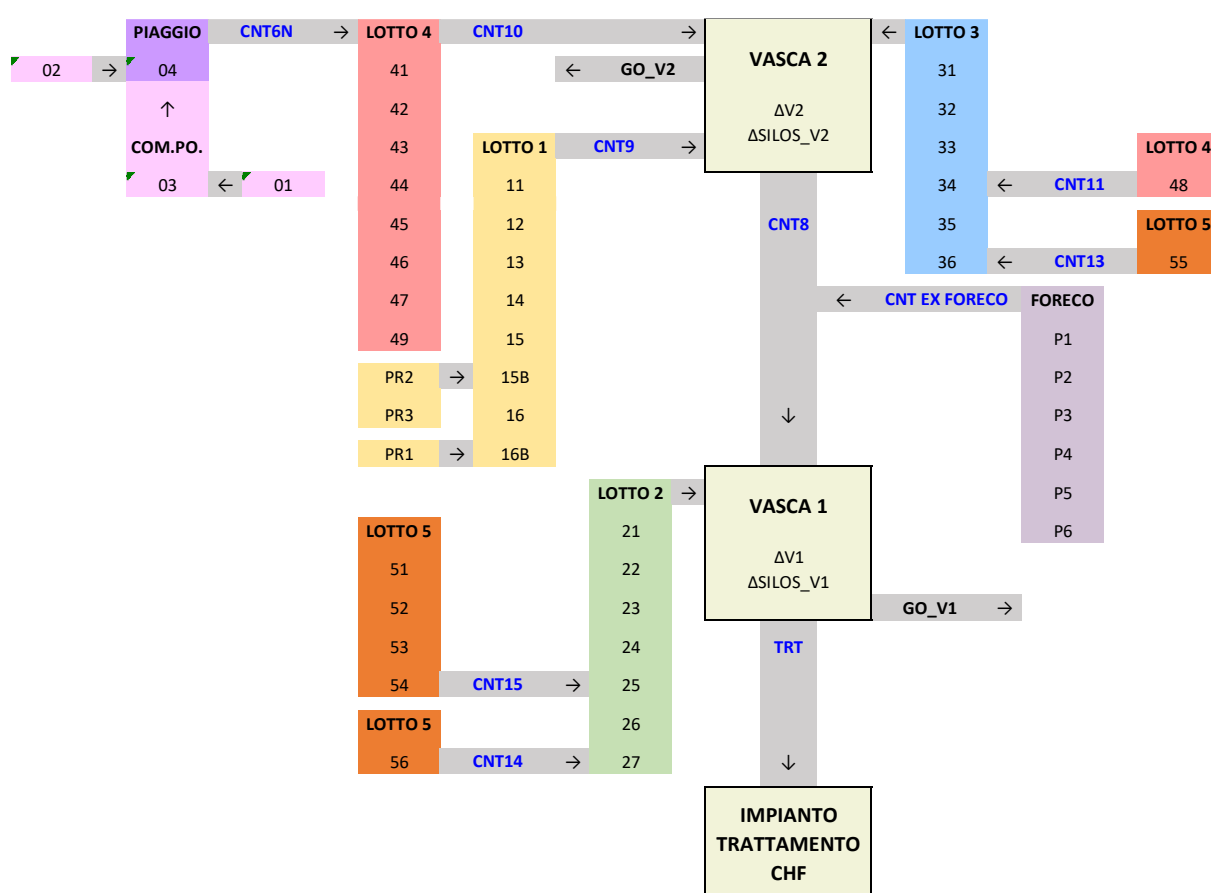 PIAGGIO CNT6N → LOTTO 4 CNT10 → VASCA 2 ← LOTTO 3
02 → 04 41 ← GO_V2 31
↑ 42 ΔV2 32
ΔSILOS_V2
COM.PO. 43 LOTTO 1 CNT9 → 33 LOTTO 4
03 ← 01 44 11 34 ← CNT11 48
45 12 CNT8 35 LOTTO 5
46 13 36 ← CNT13 55
47 14 ← CNT EX FORECO FORECO
49 15 P1
PR2 → 15B P2
PR3 16 ↓ P3
PR1 → 16B P4
LOTTO 2 → VASCA 1 P5
LOTTO 5 21 P6
51 22 ΔV1
ΔSILOS_V1
52 23 GO_V1 →
53 24 TRT
54 CNT15 → 25
LOTTO 5 26
56 CNT14 → 27 ↓
IMPIANTO
TRATTAMENTO
CHF